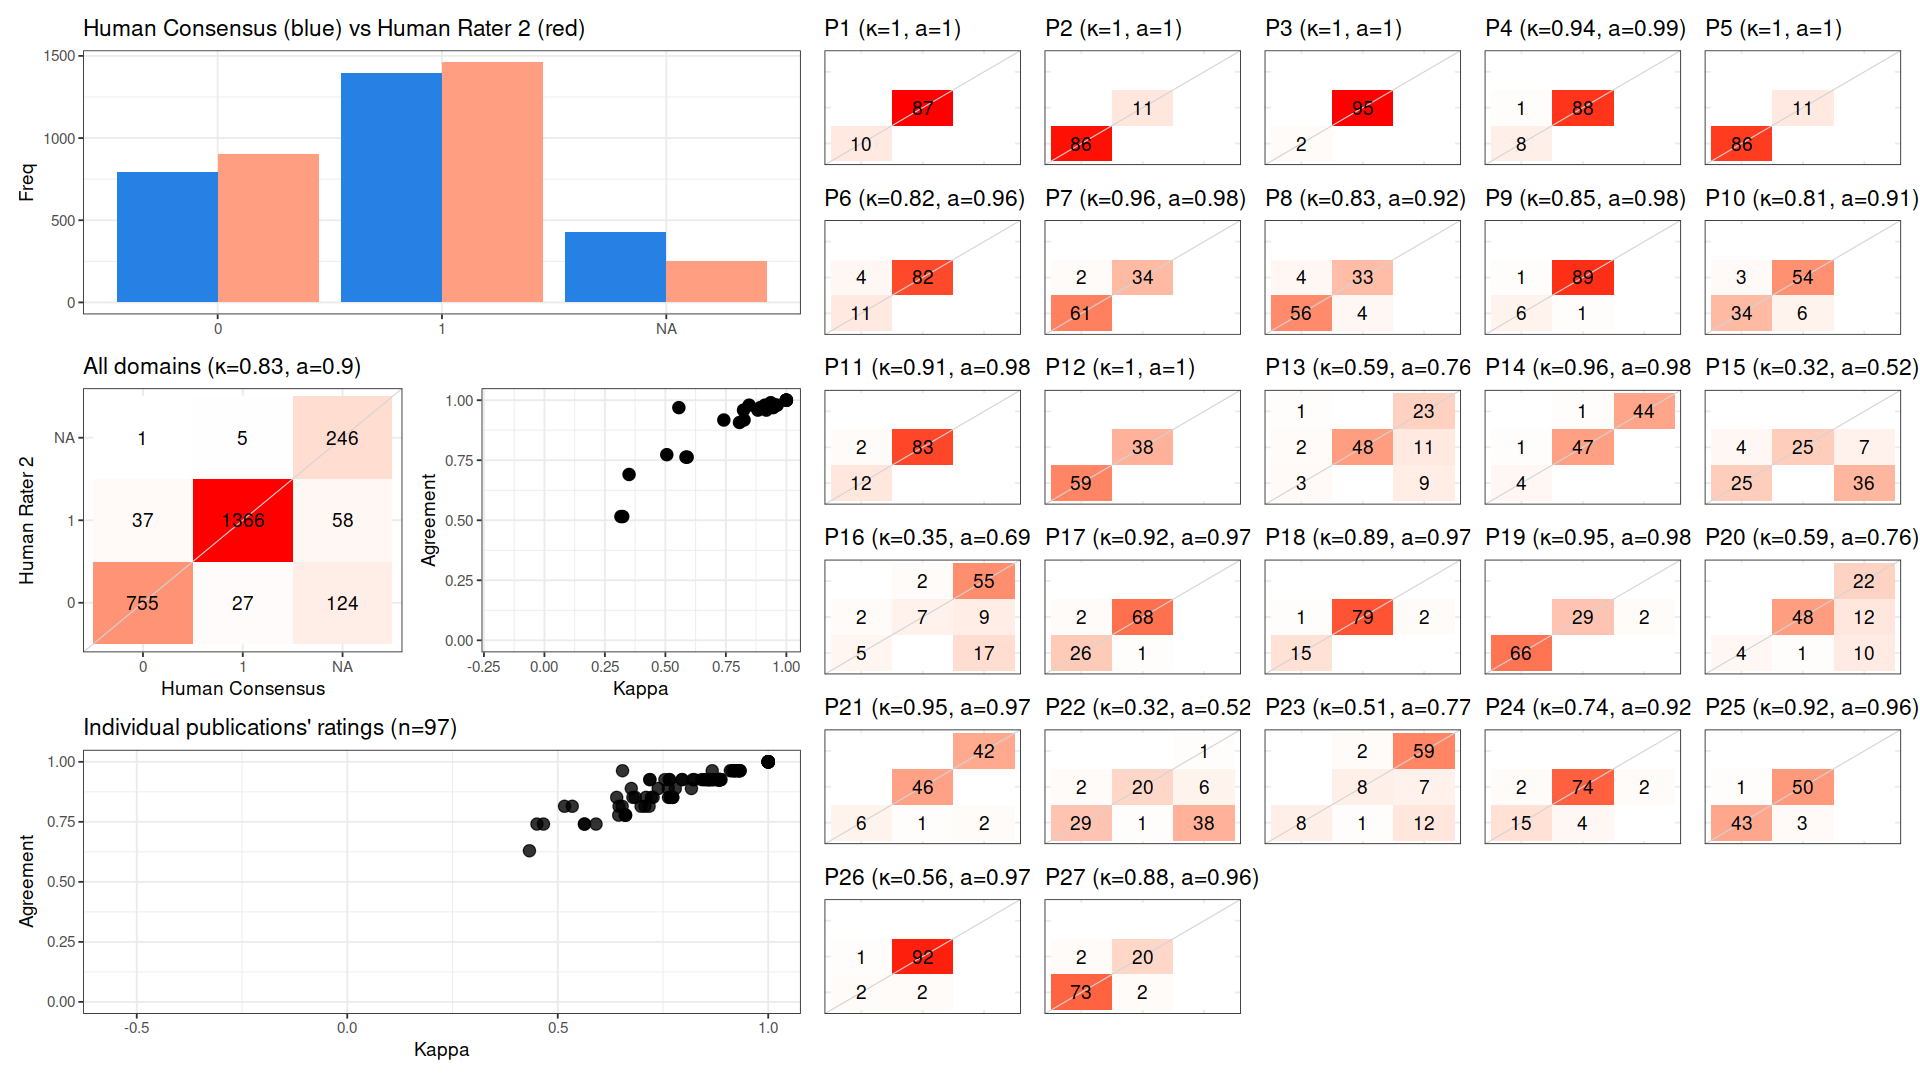 Human Consensus (blue) vs Human Rater 2 (red)
Freq
1500
1000
500
0
0 1 NA
All domains (κ=0.83, a=0.9)
Human Rater 2
NA 1 5 246
1 37 1366 58
0 755 27 124
0 1 NA
Human Consensus
Agreement
1.00
0.75
0.50
0.25
0.00
-0.25 0.00 0.25 0.50 0.75 1.00
Kappa
Individual publications' ratings (n=97)
Agreement
1.00
0.75
0.50
0.25
0.00
-0.5 0.0 0.5 1.0
Kappa
P1 (κ=1, a=1)
87
10
P2 (κ=1, a=1)
11
86
P3 (κ=1, a=1)
95
2
P4 (κ=0.94, a=0.99)
1 88
8
P5 (κ=1, a=1)
11
86
P6 (κ=0.82, a=0.96)
4 82
11
P7 (κ=0.96, a=0.98)
2 34
61
P8 (κ=0.83, a=0.92)
4 33
56 4
P9 (κ=0.85, a=0.98)
1 89
6 1
P10 (κ=0.81, a=0.91)
3 54
34 6
P11 (κ=0.91, a=0.98
2 83
12
P12 (κ=1, a=1)
38
59
P13 (κ=0.59, a=0.76
1 23
2 48 11
3 9
P14 (κ=0.96, a=0.98
1 44
1 47
4
P15 (κ=0.32, a=0.52)
4 25 7
25 36
P16 (κ=0.35, a=0.69
2 55
2 7 9
5 17
P17 (κ=0.92, a=0.97
2 68
26 1
P18 (κ=0.89, a=0.97
1 79 2
15
P19 (κ=0.95, a=0.98
29 2
66
P20 (κ=0.59, a=0.76)
22
48 12
4 1 10
P21 (κ=0.95, a=0.97
42
46
6 1 2
P22 (κ=0.32, a=0.52
1
2 20 6
29 1 38
P23 (κ=0.51, a=0.77
2 59
8 7
8 1 12
P24 (κ=0.74, a=0.92
2 74 2
15 4
P25 (κ=0.92, a=0.96)
1 50
43 3
P26 (κ=0.56, a=0.97
1 92
2 2
P27 (κ=0.88, a=0.96)
2 20
73 2